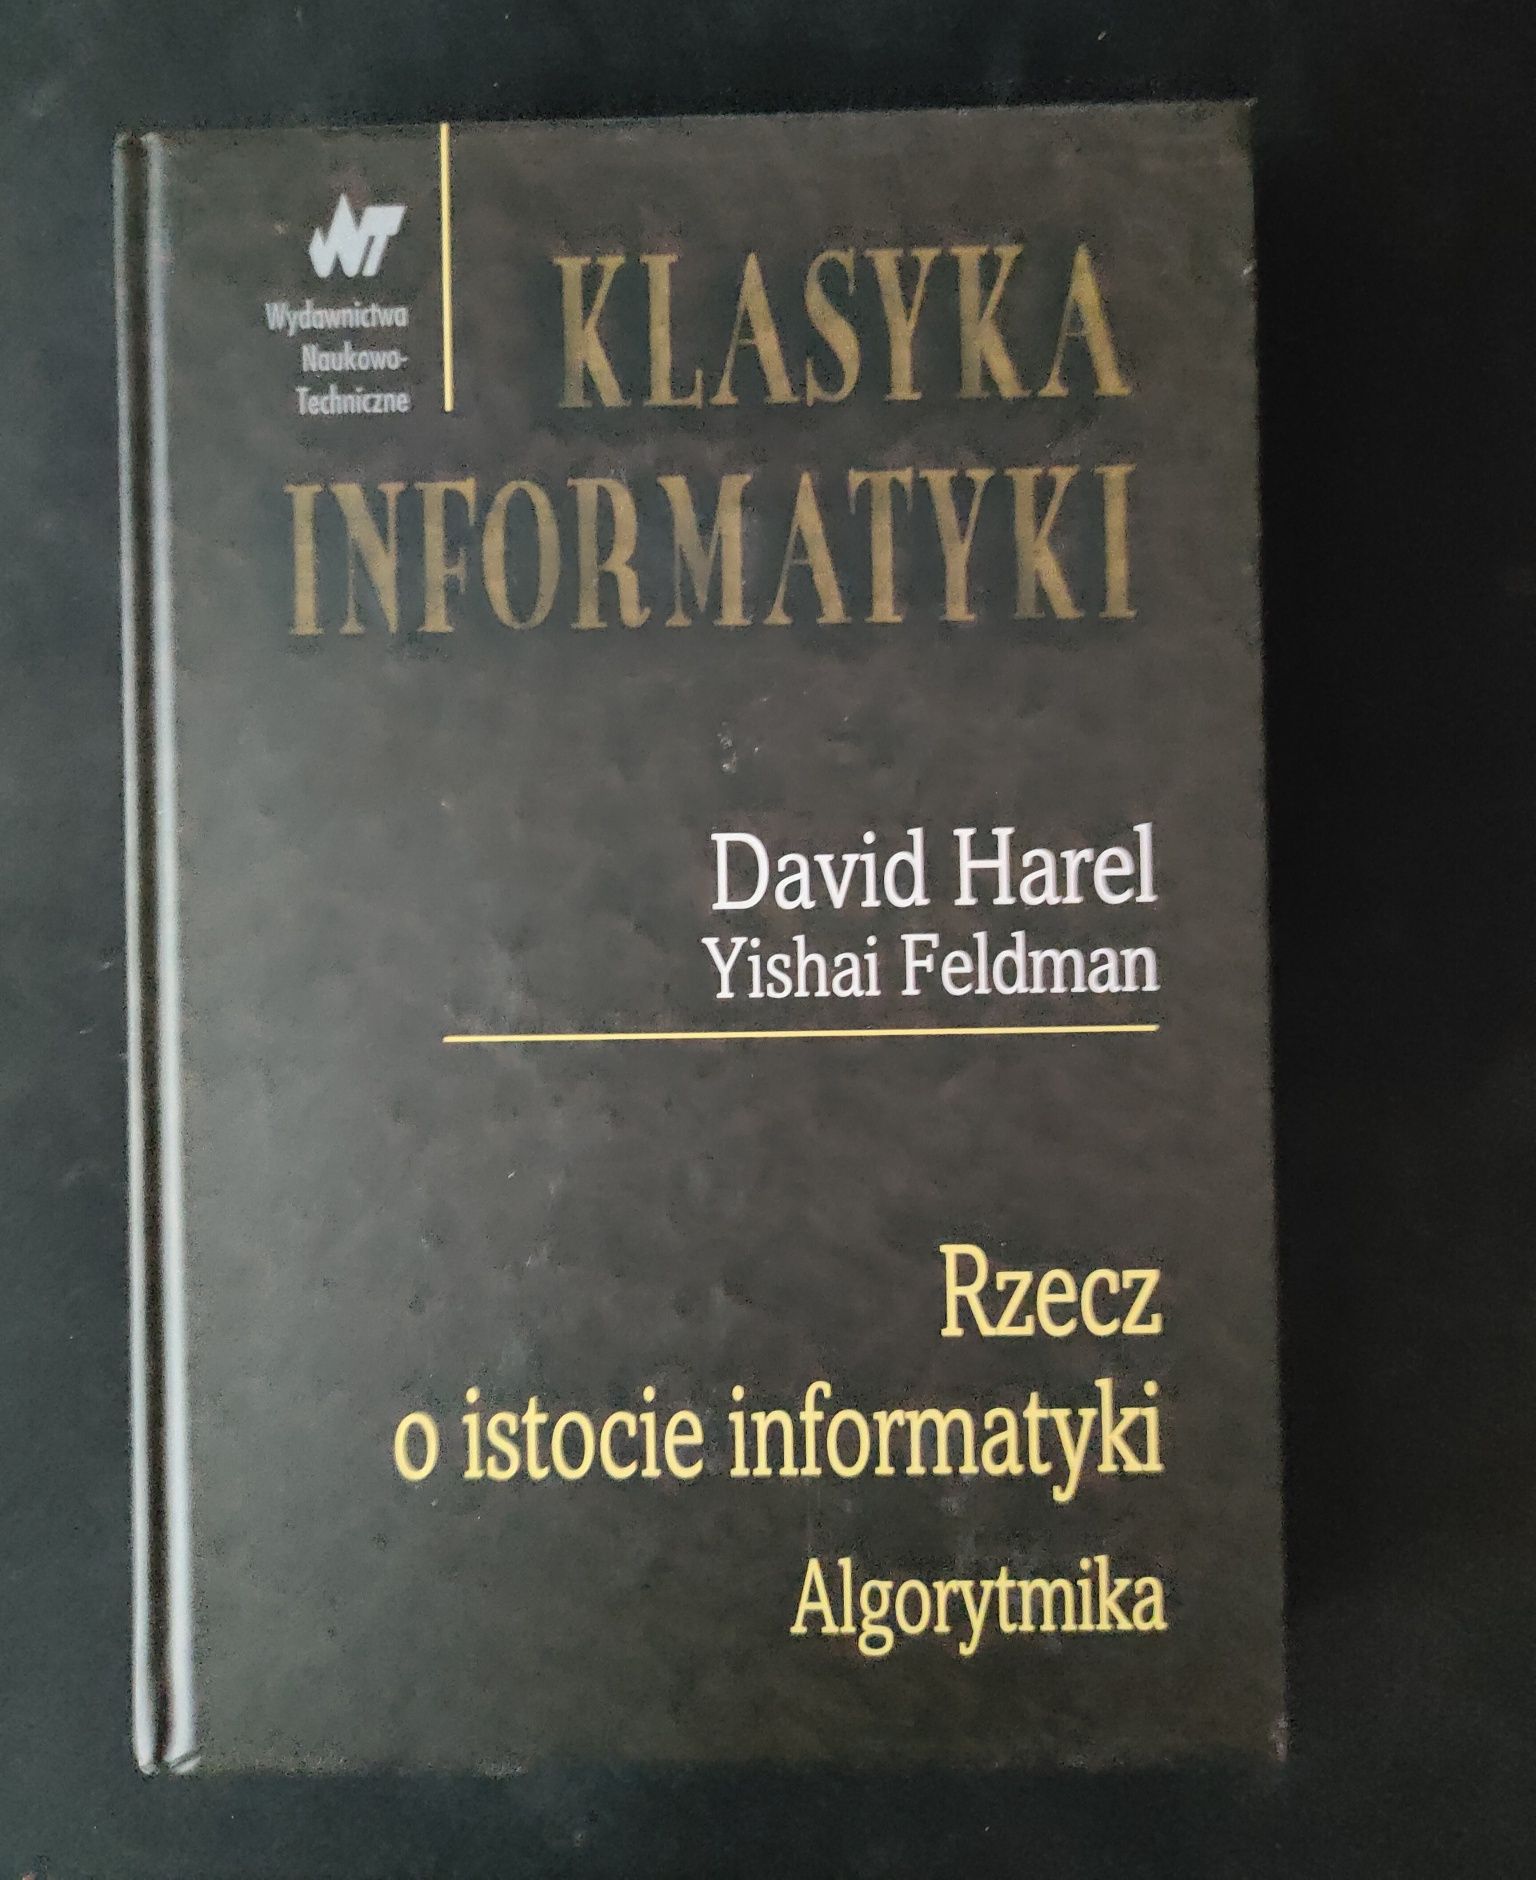 WNT
Wydawnictwa
Naukowo-
Techniczne
KLASYKA
INFORMATYKI
David Harel
Yishai Feldman
Rzecz
o istocie informatyki
Algorytmika